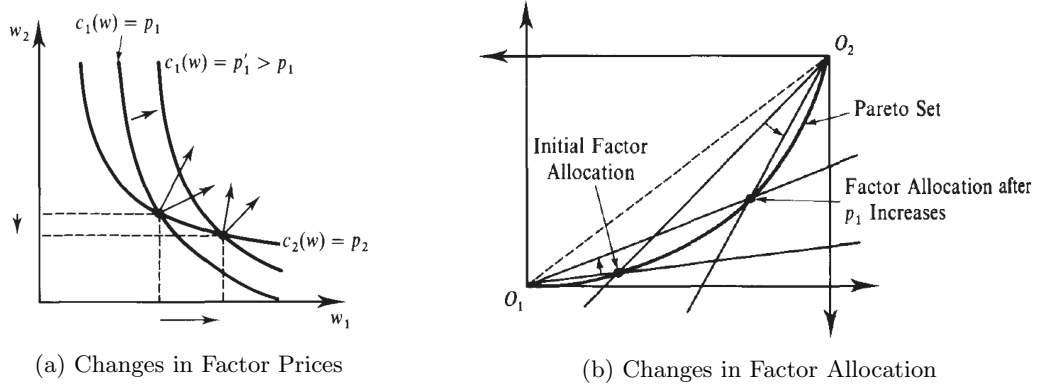 w₂
c₁(w) = p₁
c₁(w) = p′₁ > p₁
c₂(w) = p₂
w₁
(a) Changes in Factor Prices
O₂
Pareto Set
Initial Factor
Allocation
Factor Allocation after
p₁ Increases
O₁
(b) Changes in Factor Allocation